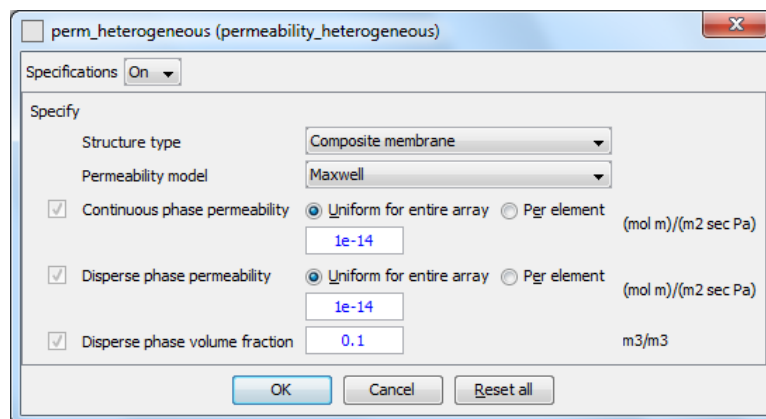 perm_heterogeneous (permeability_heterogeneous)
Specifications On
Specify
Structure type Composite membrane
Permeability model Maxwell
Continuous phase permeability Uniform for entire array Per element (mol m)/(m2 sec Pa)
1e-14
Disperse phase permeability Uniform for entire array Per element (mol m)/(m2 sec Pa)
1e-14
Disperse phase volume fraction 0.1 m3/m3
OK Cancel Reset all